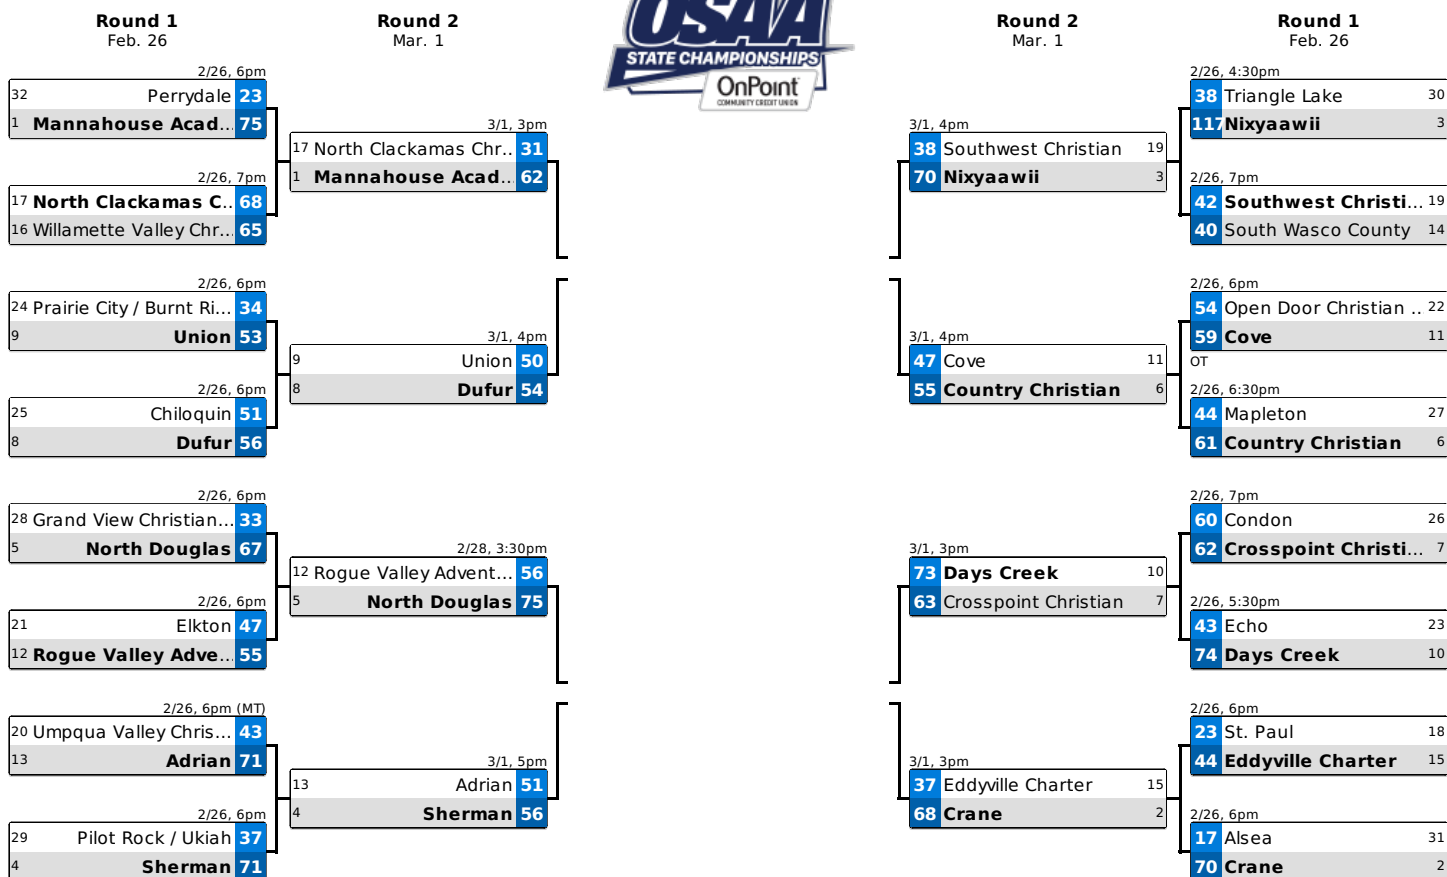 Round 1
Feb. 26
Round 2
Mar. 1
OSAA
STATE CHAMPIONSHIPS
OnPoint
COMMUNITY CREDIT UNION
Round 2
Mar. 1
Round 1
Feb. 26
2/26, 6pm
32 Perrydale 23
1 Mannahouse Acad... 75
2/26, 7pm
17 North Clackamas C... 68
16 Willamette Valley Chr... 65
2/26, 6pm
24 Prairie City / Burnt Ri... 34
9 Union 53
2/26, 6pm
25 Chiloquin 51
8 Dufur 56
2/26, 6pm
28 Grand View Christian... 33
5 North Douglas 67
2/26, 6pm
21 Elkton 47
12 Rogue Valley Adve... 55
2/26, 6pm (MT)
20 Umpqua Valley Chris... 43
13 Adrian 71
2/26, 6pm
29 Pilot Rock / Ukiah 37
4 Sherman 71
3/1, 3pm
17 North Clackamas Chr... 31
1 Mannahouse Acad... 62
3/1, 4pm
9 Union 50
8 Dufur 54
2/28, 3:30pm
12 Rogue Valley Advent... 56
5 North Douglas 75
3/1, 5pm
13 Adrian 51
4 Sherman 56
3/1, 4pm
38 Southwest Christian 19
70 Nixyaawii 3
3/1, 4pm
47 Cove 11
55 Country Christian 6
3/1, 3pm
73 Days Creek 10
63 Crosspoint Christian 7
3/1, 3pm
37 Eddyville Charter 15
68 Crane 2
2/26, 4:30pm
38 Triangle Lake 30
117 Nixyaawii 3
2/26, 7pm
42 Southwest Christi... 19
40 South Wasco County 14
2/26, 6pm
54 Open Door Christian ... 22
59 Cove 11
OT
2/26, 6:30pm
44 Mapleton 27
61 Country Christian 6
2/26, 7pm
60 Condon 26
62 Crosspoint Christi... 7
2/26, 5:30pm
43 Echo 23
74 Days Creek 10
2/26, 6pm
23 St. Paul 18
44 Eddyville Charter 15
2/26, 6pm
17 Alsea 31
70 Crane 2